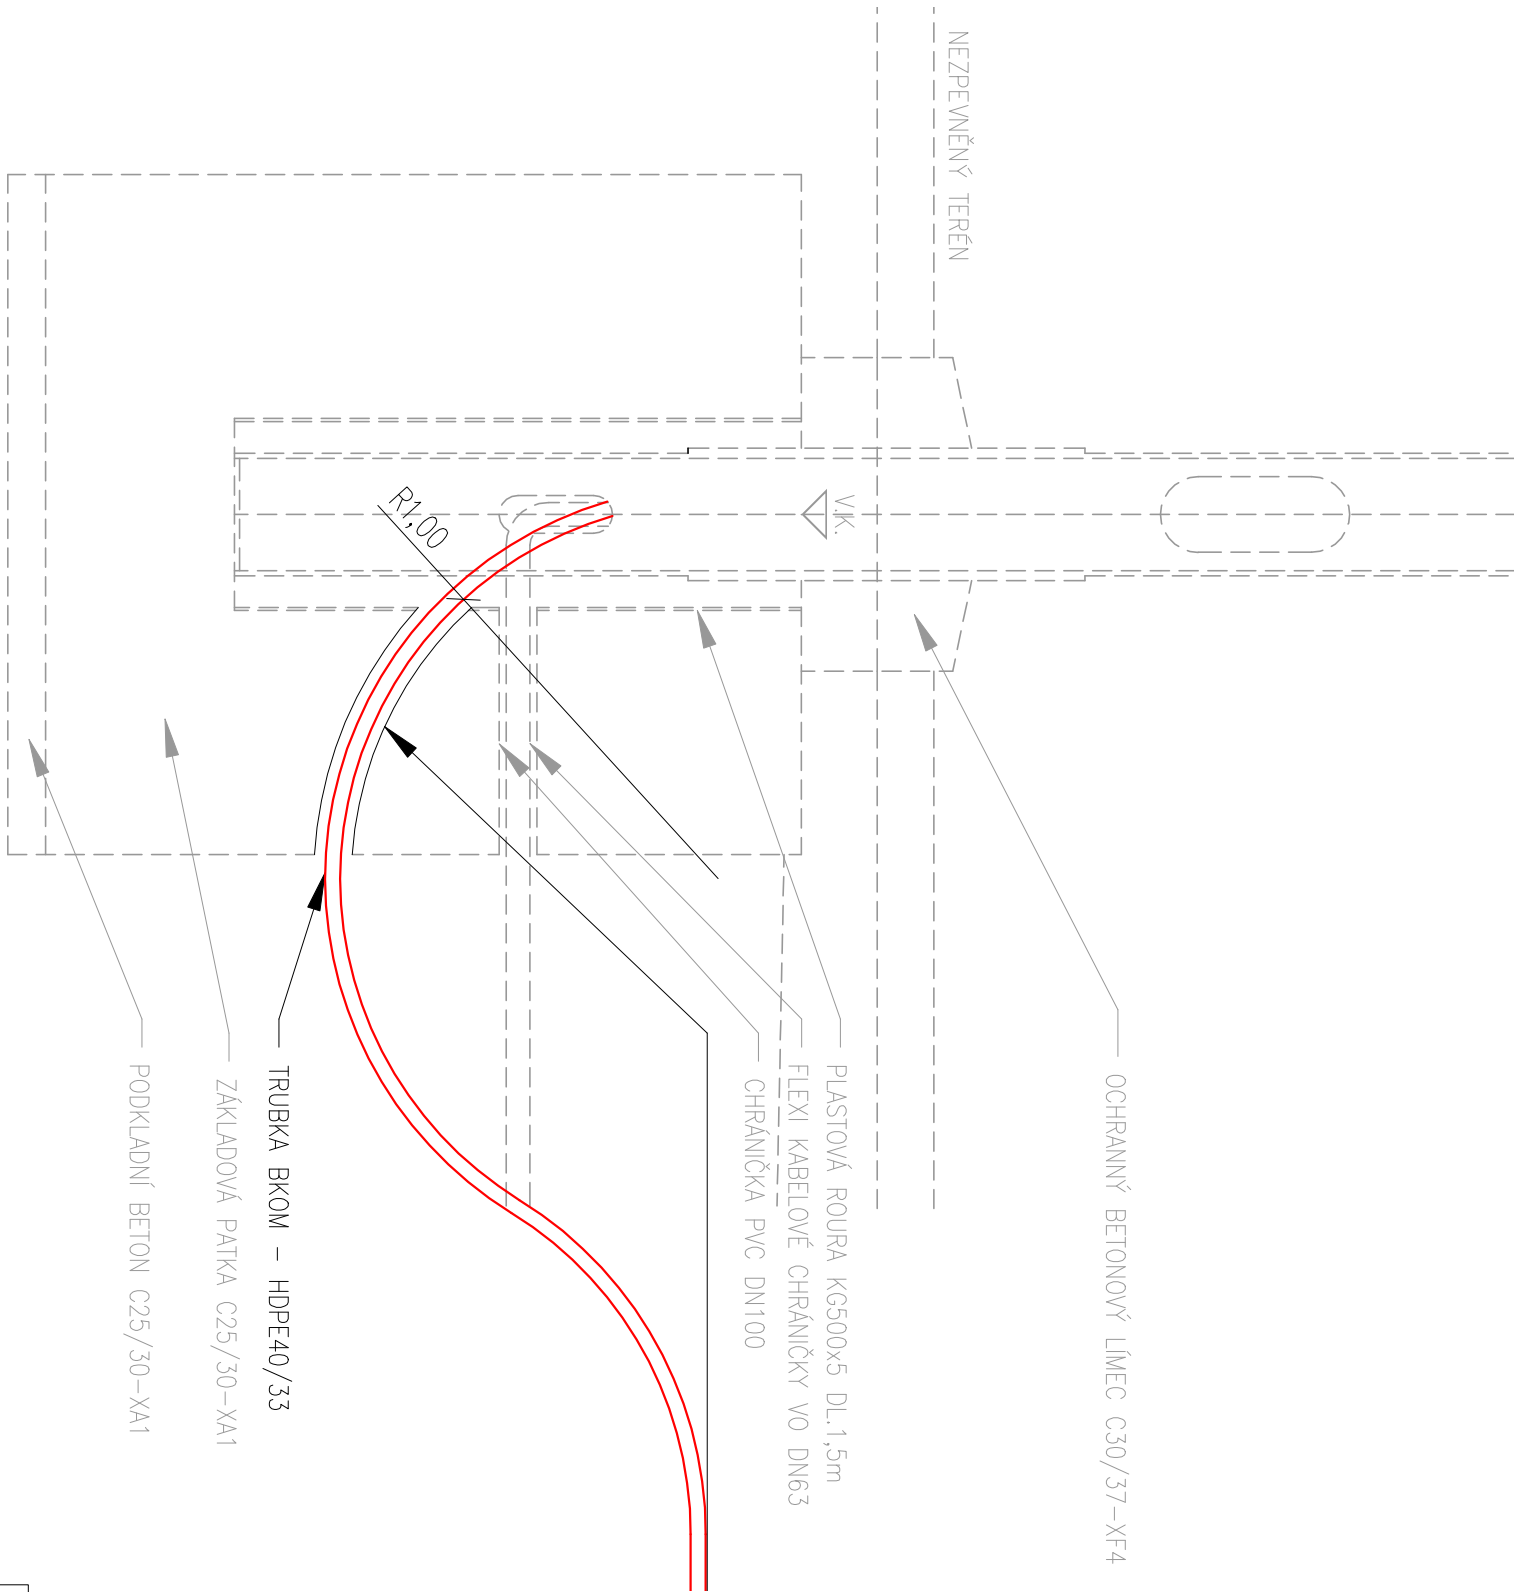 NEZPEVNĚNÝ TERÉN
V.K.
R1,00
OCHRANNÝ BETONOVÝ LÍMEC C30/37-XF4
PLASTOVÁ ROURA KG500x5 DL.1,5m
FLEXI KABELOVÉ CHRÁNIČKY VO DN63
CHRÁNIČKA PVC DN100
TRUBKA BKOM - HDPE40/33
ZÁKLADOVÁ PATKA C25/30-XA1
PODKLADNÍ BETON C25/30-XA1